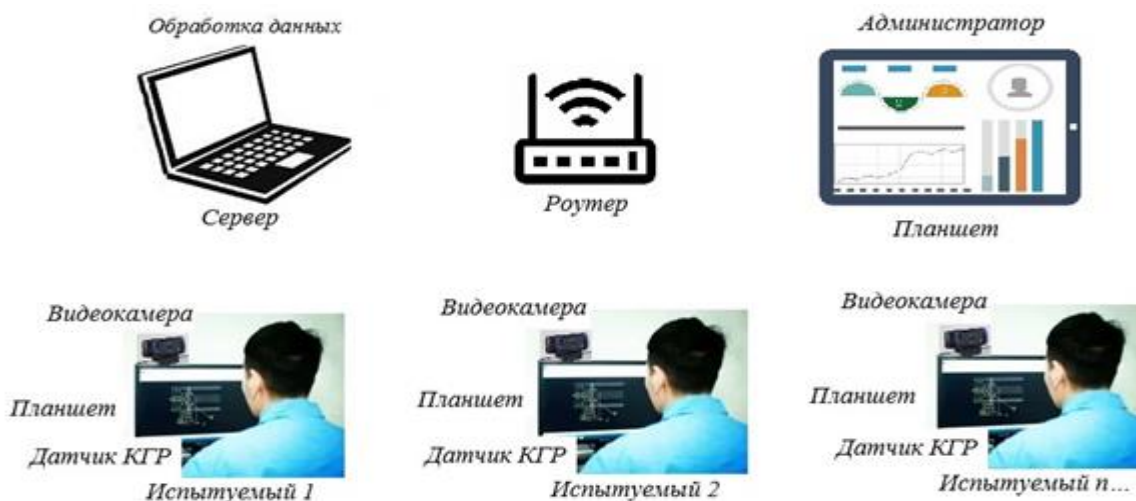 Обработка данных
Администратор
Сервер
Роутер
Планшет
Видеокамера
Планшет
Датчик КГР
Испытуемый 1
Видеокамера
Планшет
Датчик КГР
Испытуемый 2
Видеокамера
Планшет
Датчик КГР
Испытуемый n...